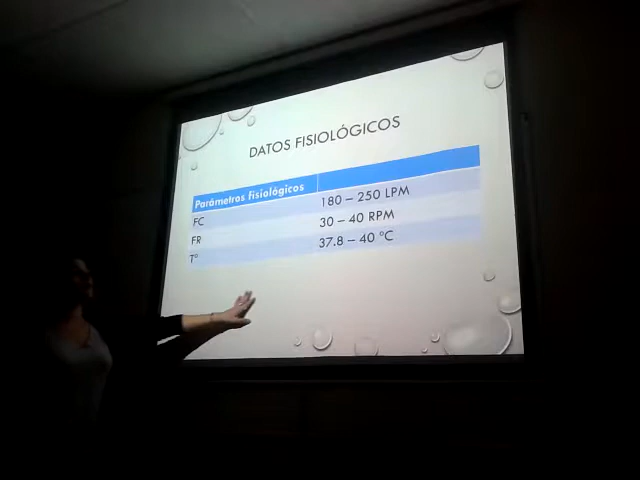 DATOS FISIOLÓGICOS
Parámetros Fisiológicos
FC 180 – 250 LPM
FR 30 – 40 RPM
T° 37.8 – 40 °C